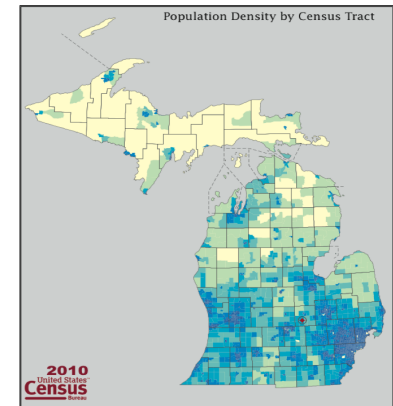 Population Density by Census Tract
2010
United States®
Census
Bureau